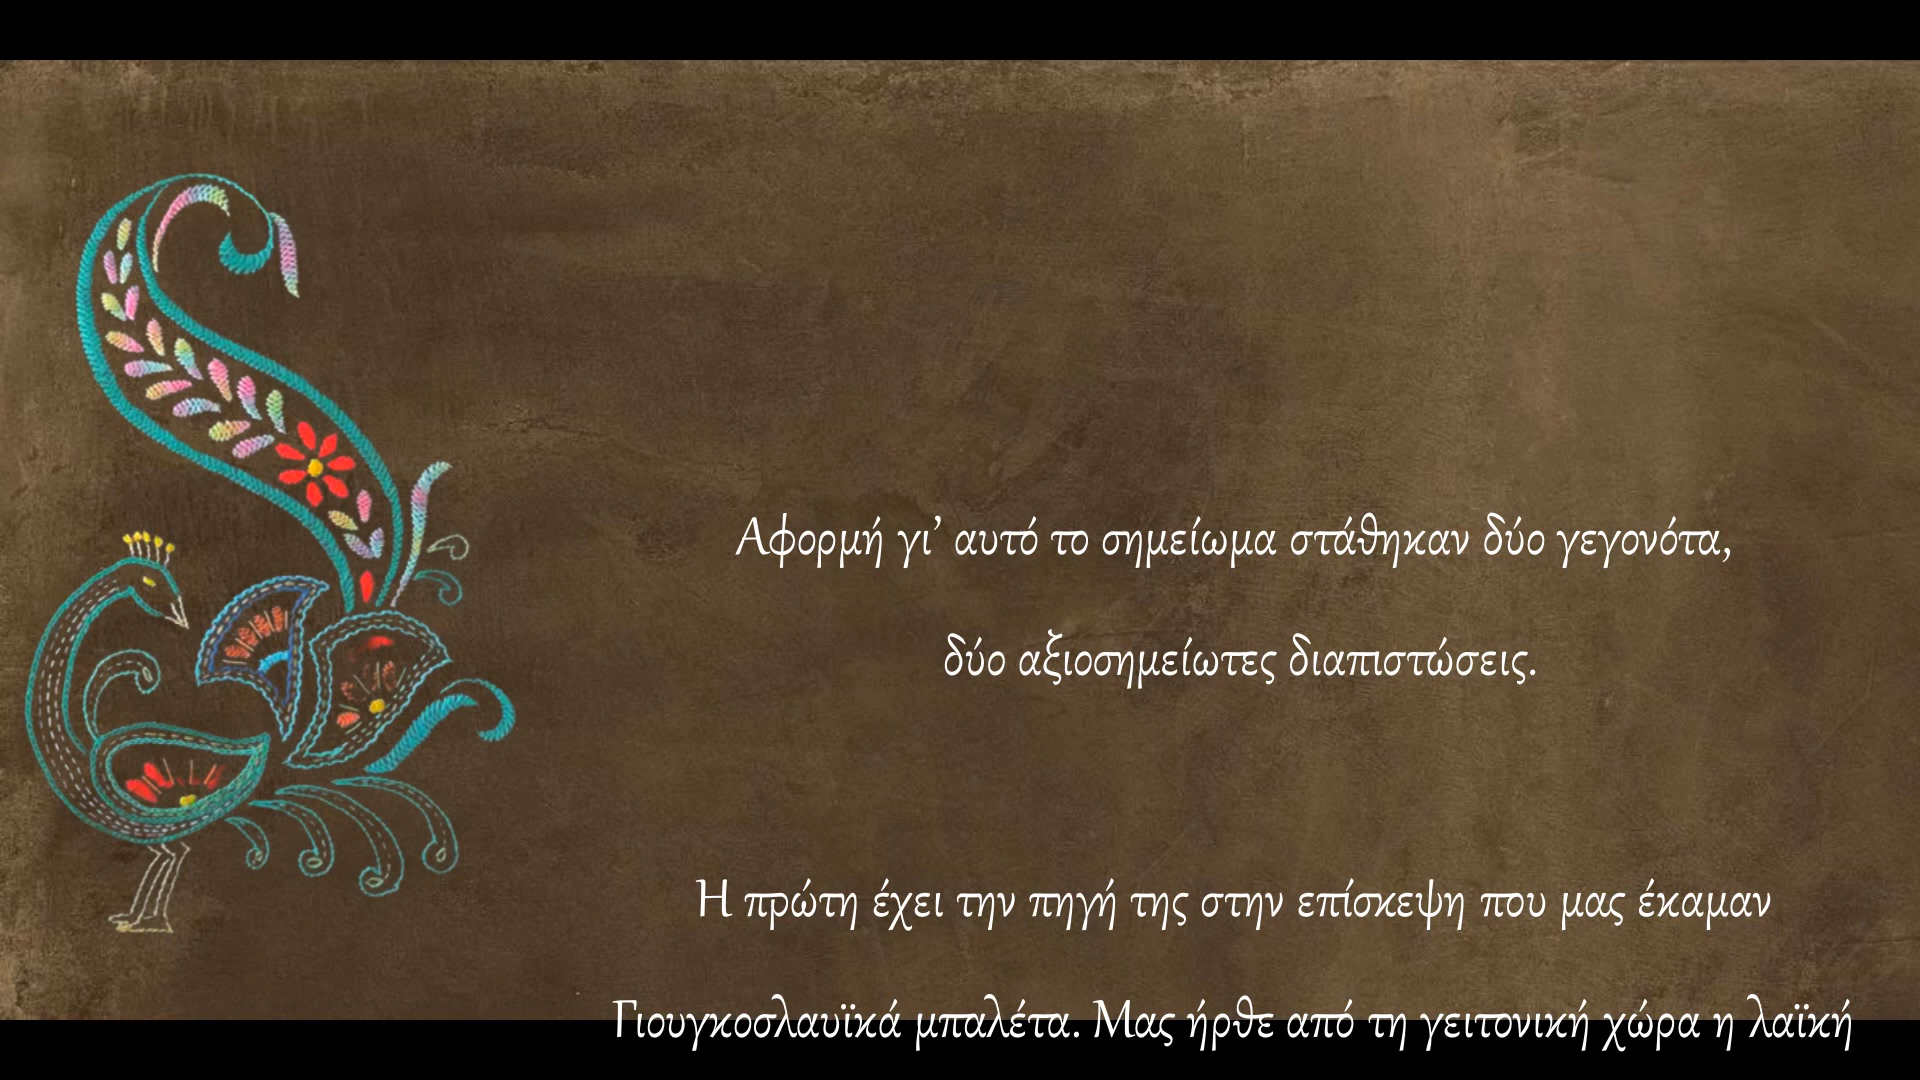 Αφορμή γι’ αυτό το σημείωμα στάθηκαν δύο γεγονότα,
δύο αξιοσημείωτες διαπιστώσεις.
Η πρώτη έχει την πηγή της στην επίσκεψη που μας έκαμαν
Γιουγκοσλαυϊκά μπαλέτα. Μας ήρθε από τη γειτονική χώρα η λαϊκή